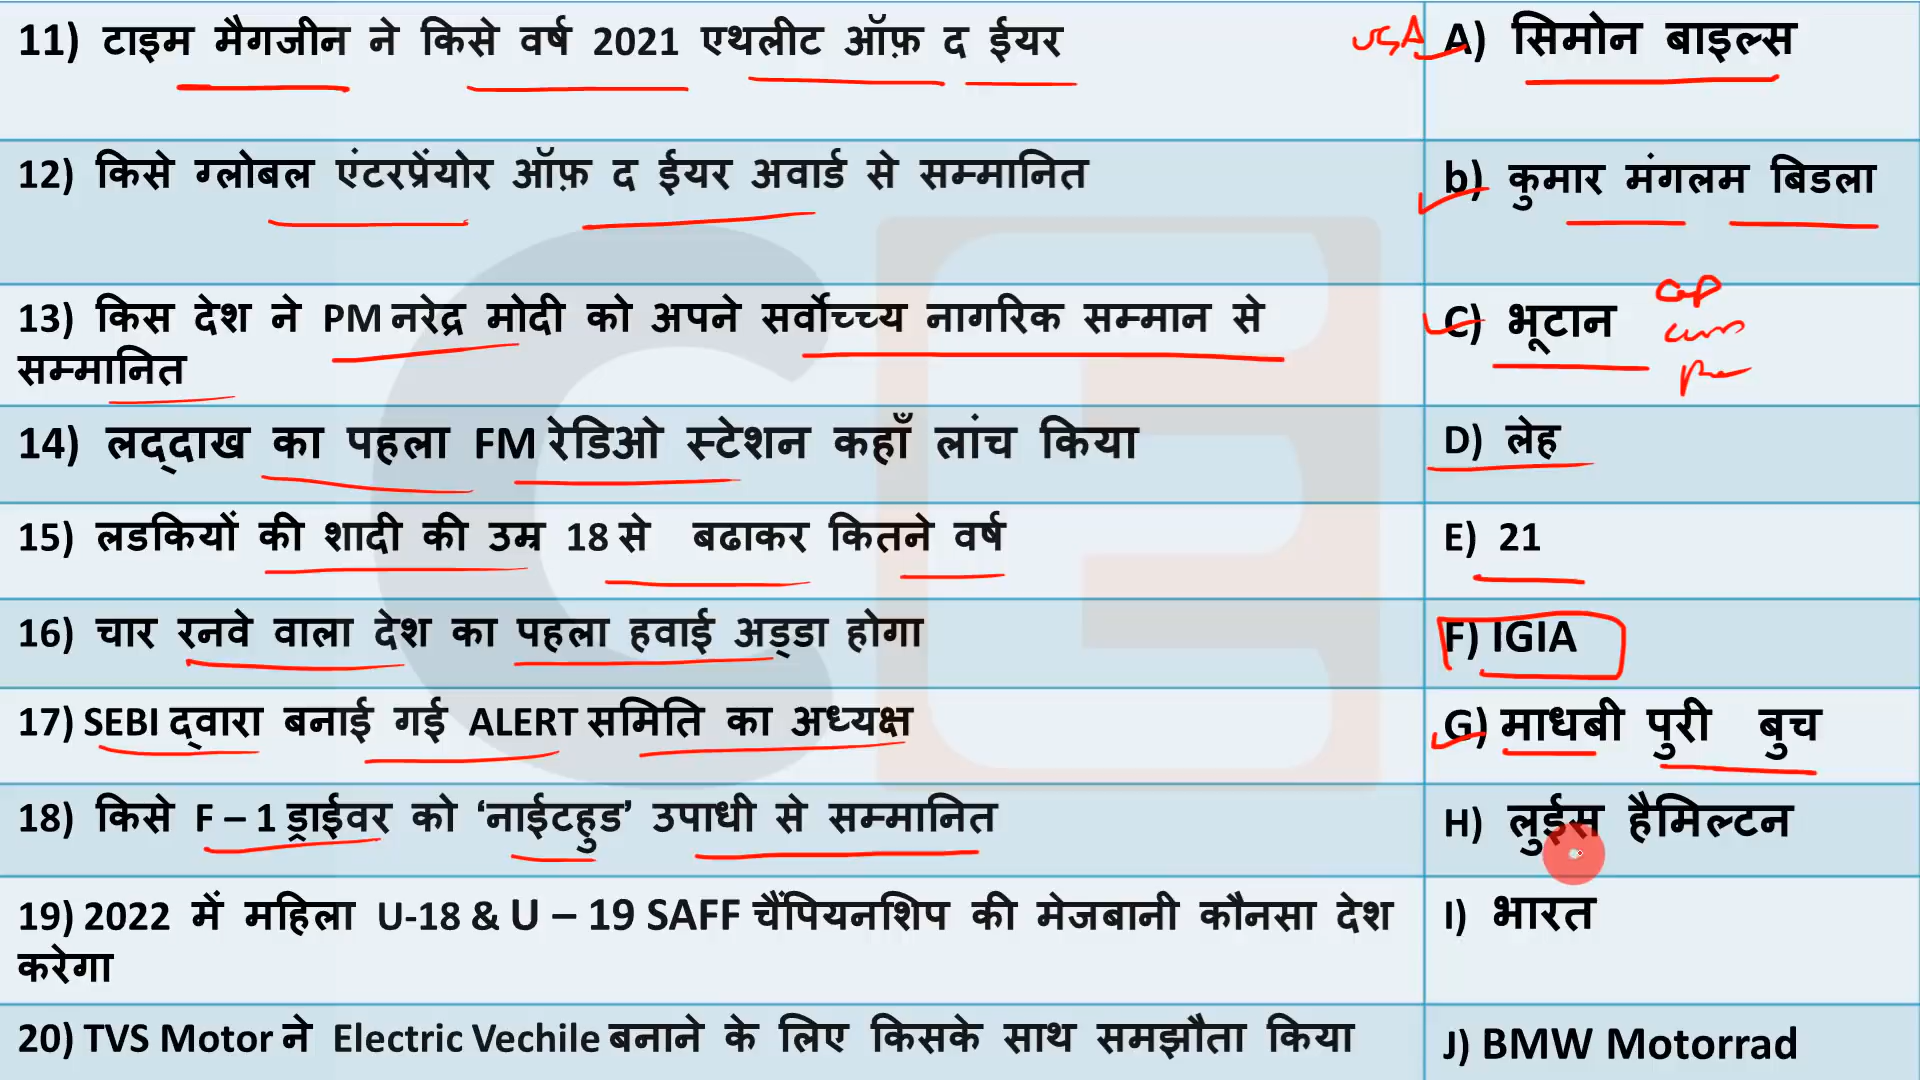 11) टाइम मैगजीन ने किसे वर्ष 2021 एथलीट ऑफ़ द ईयर
USA A) सिमोन बाइल्स
12) किसे ग्लोबल एंटरप्रेंयोर ऑफ़ द ईयर अवार्ड से सम्मानित
b) कुमार मंगलम बिडला
13) किस देश ने PM नरेद्र मोदी को अपने सर्वोच्च्य नागरिक सम्मान से
सम्मानित
C) भूटान
14) लद्दाख का पहला FM रेडिओ स्टेशन कहाँ लांच किया
D) लेह
15) लडकियों की शादी की उम्र 18 से बढाकर कितने वर्ष
E) 21
16) चार रनवे वाला देश का पहला हवाई अड्डा होगा
F) IGIA
17) SEBI द्वारा बनाई गई ALERT समिति का अध्यक्ष
G) माधबी पुरी बुच
18) किसे F – 1 ड्राईवर को ‘नाईटहुड’ उपाधी से सम्मानित
H) लुईस हैमिल्टन
19) 2022 में महिला U-18 & U – 19 SAFF चैंपियनशिप की मेजबानी कौनसा देश
करेगा
I) भारत
20) TVS Motor ने Electric Vechile बनाने के लिए किसके साथ समझौता किया
J) BMW Motorrad